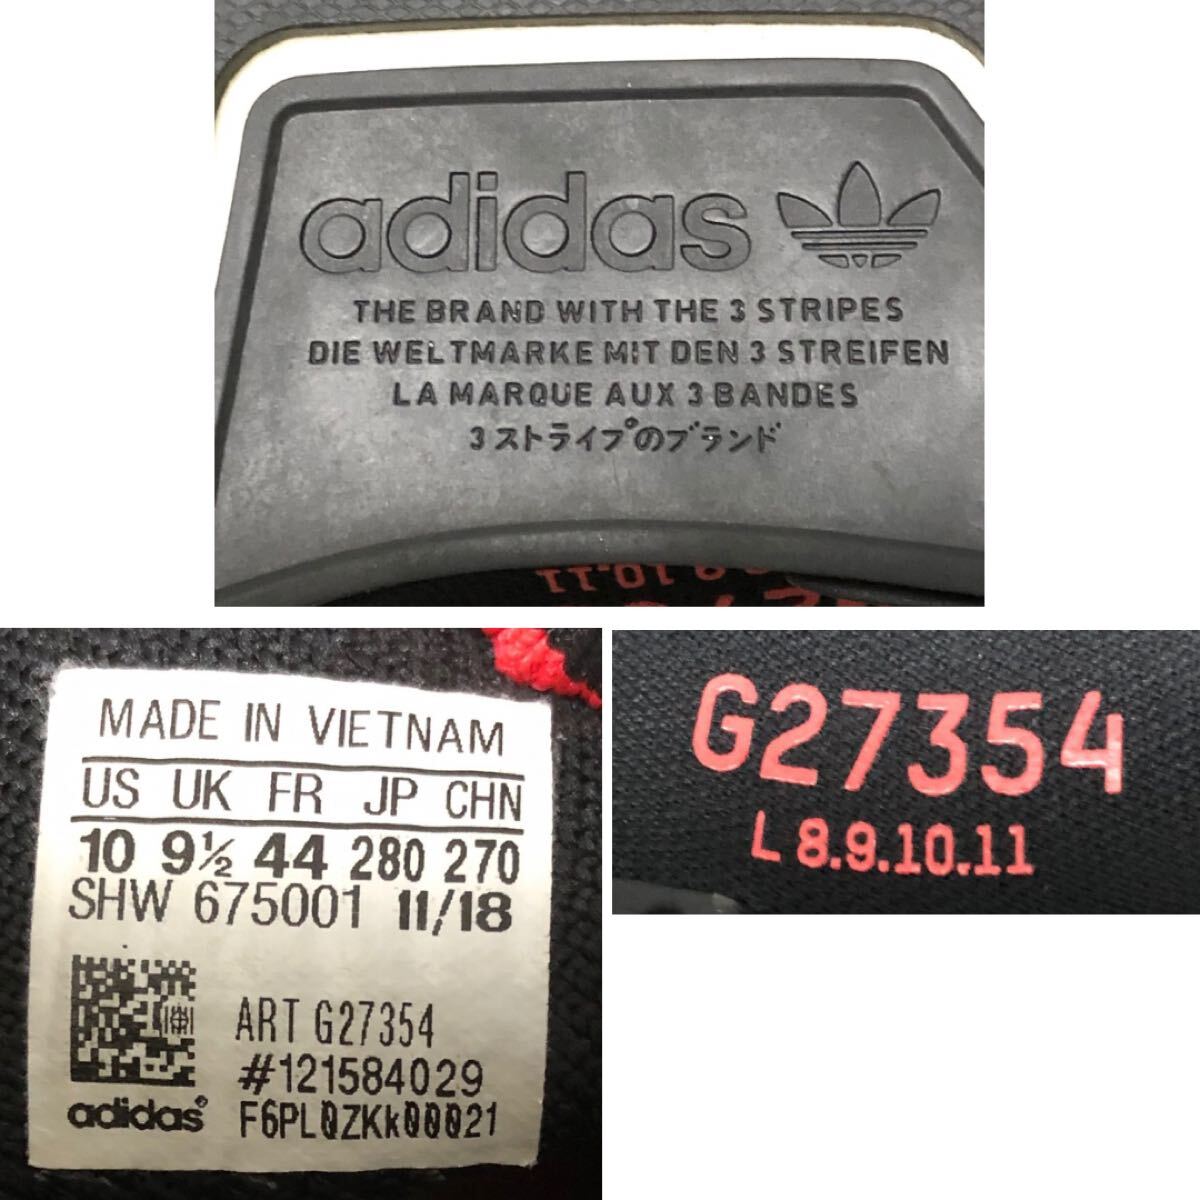 adidas
THE BRAND WITH THE 3 STRIPES
DIE WELTMARKE MIT DEN 3 STREIFEN
LA MARQUE AUX 3 BANDES
3ストライプのブランド
MADE IN VIETNAM
US UK FR JP CHN
10 9½ 44 280 270
SHW 675001 11/18
ART G27354
#121584029
adidas F6PL0ZKk00021
G27354
L 8.9.10.11